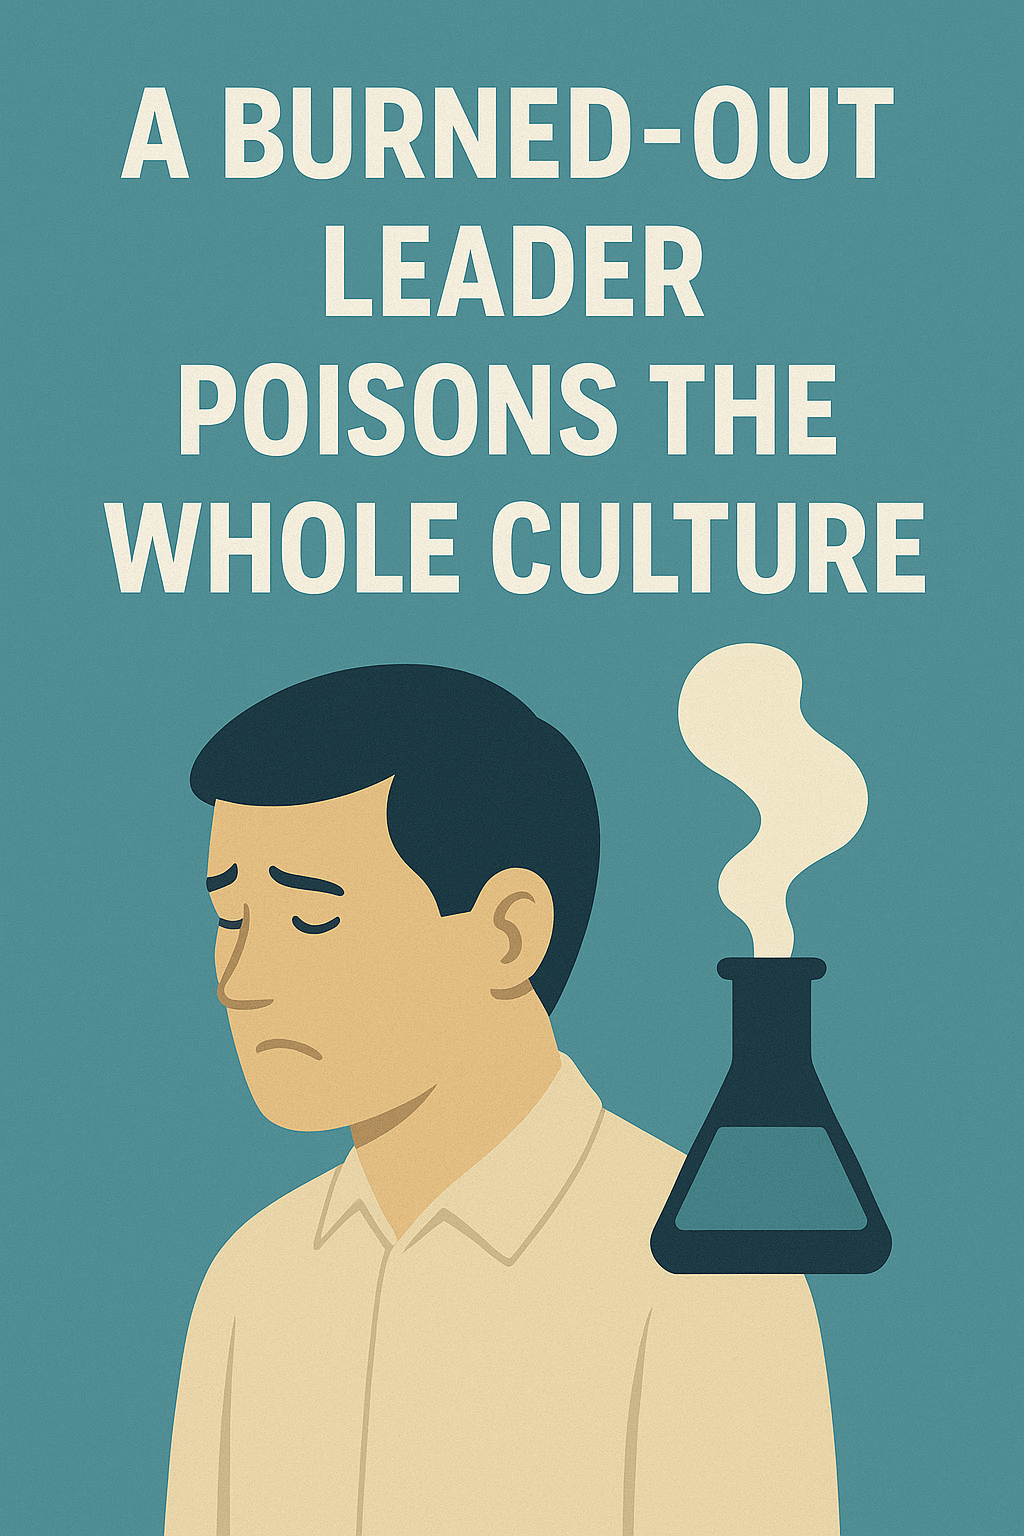 A BURNED-OUT
LEADER
POISONS THE
WHOLE CULTURE